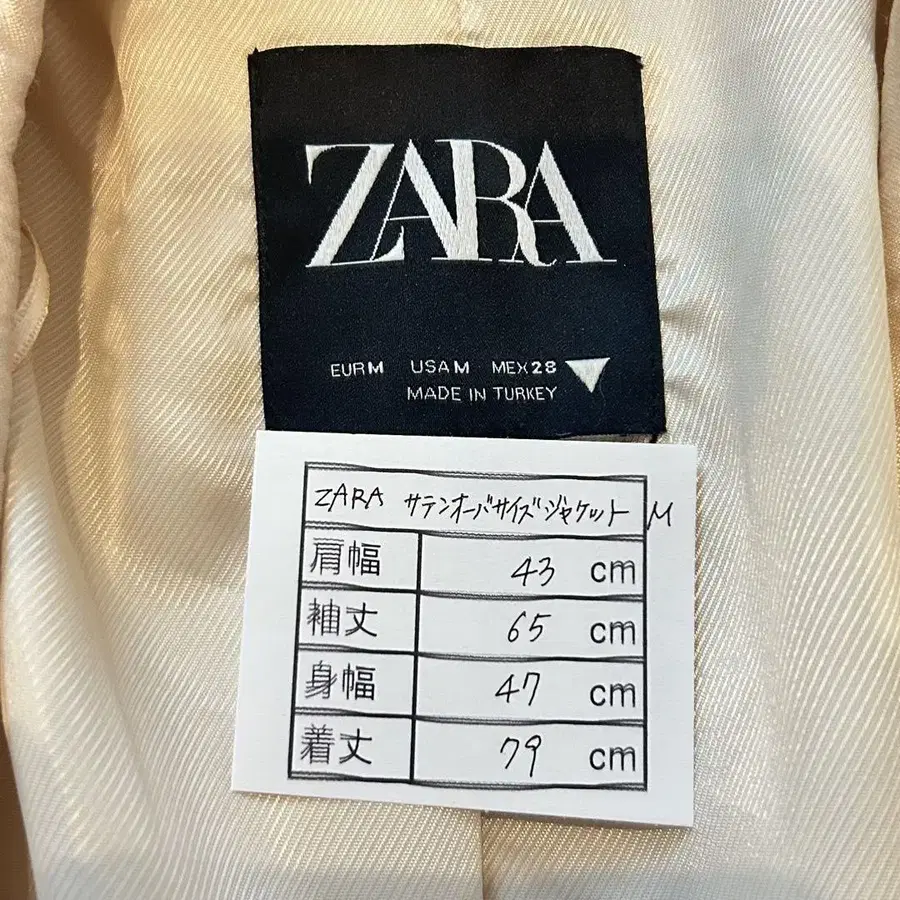 ZARA
EUR M USA M MEX 28
MADE IN TURKEY
ZARA サテンオーバサイズジャケット M
肩幅 43 cm
袖丈 65 cm
身幅 47 cm
着丈 79 cm